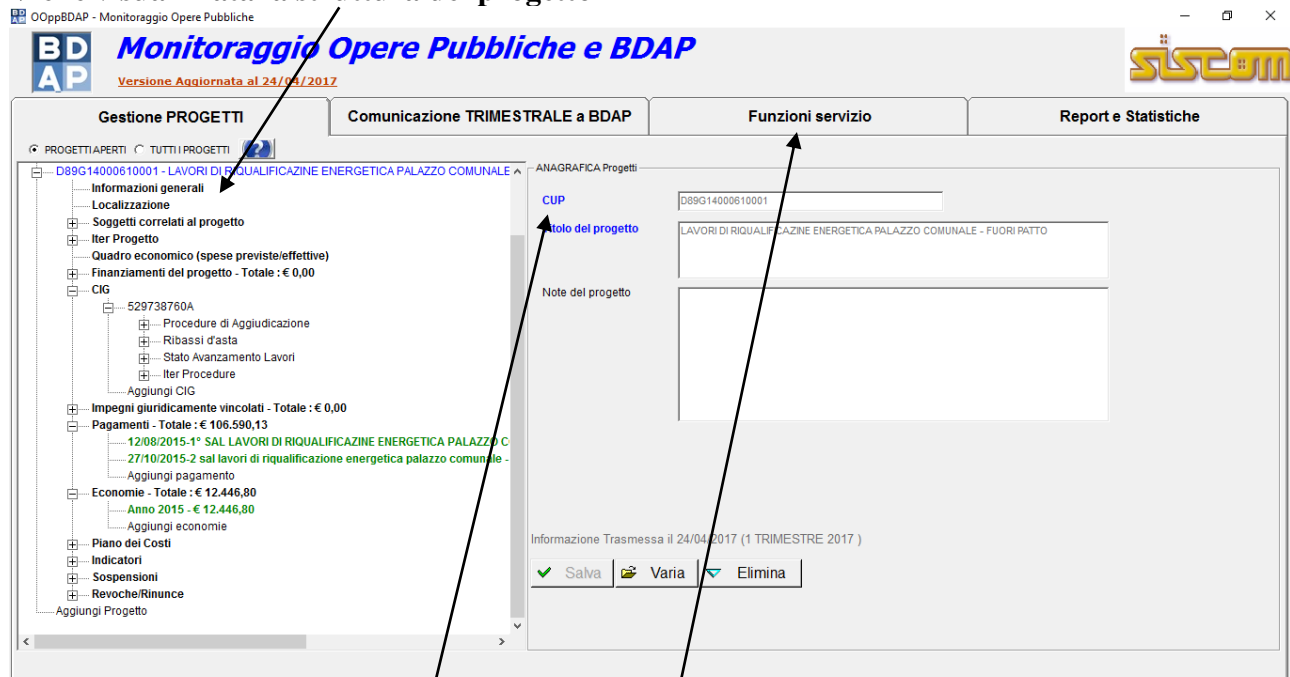 OOppBDAP - Monitoraggio Opere Pubbliche
BD
AP
Monitoraggio Opere Pubbliche e BDAP
Versione Aggiornata al 24/04/2017
siscom
Gestione PROGETTI
Comunicazione TRIMESTRALE a BDAP
Funzioni servizio
Report e Statistiche
PROGETTI APERTI TUTTI I PROGETTI
D89G14000610001 - LAVORI DI RIQUALIFICAZINE ENERGETICA PALAZZO COMUNALE
Informazioni generali
Localizzazione
Soggetti correlati al progetto
Iter Progetto
Quadro economico (spese previste/effettive)
Finanziamenti del progetto - Totale : € 0,00
CIG
529738760A
Procedure di Aggiudicazione
Ribassi d'asta
Stato Avanzamento Lavori
Iter Procedure
Aggiungi CIG
Impegni giuridicamente vincolati - Totale : € 0,00
Pagamenti - Totale : € 106.590,13
12/08/2015-1° SAL LAVORI DI RIQUALIFICAZINE ENERGETICA PALAZZO C
27/10/2015-2 sal lavori di riqualificazione energetica palazzo comunale -
Aggiungi pagamento
Economie - Totale : € 12.446,80
Anno 2015 - € 12.446,80
Aggiungi economie
Piano dei Costi
Indicatori
Sospensioni
Revoche/Rinunce
Aggiungi Progetto
ANAGRAFICA Progetti
CUP D89G14000610001
Titolo del progetto LAVORI DI RIQUALIFICAZINE ENERGETICA PALAZZO COMUNALE - FUORI PATTO
Note del progetto
Informazione Trasmessa il 24/04/2017 (1 TRIMESTRE 2017 )
Salva Varia Elimina